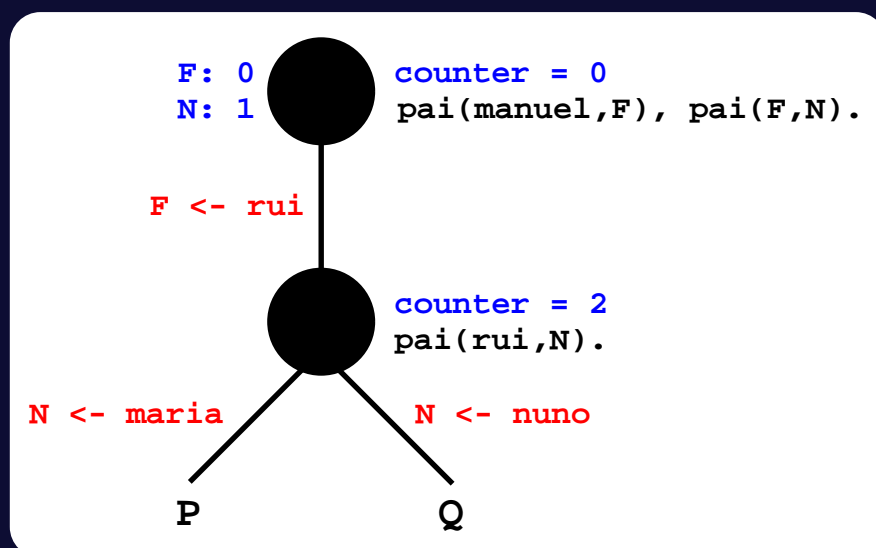 F: 0
counter = 0
N: 1
pai(manuel,F), pai(F,N).
F <- rui
counter = 2
pai(rui,N).
N <- maria
N <- nuno
P
Q